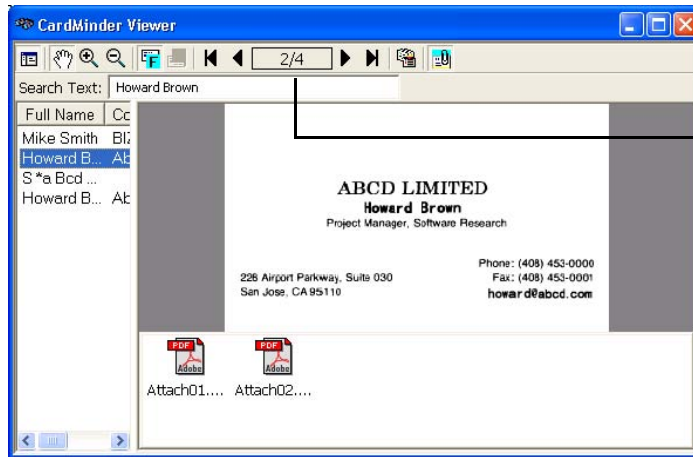 CardMinder Viewer
F 2/4
Search Text: Howard Brown
Full Name Co
Mike Smith BIZ
Howard B... Ab
S *a Bcd ...
Howard B... Ab
ABCD LIMITED
Howard Brown
Project Manager, Software Research
Phone: (408) 453-0000
226 Airport Parkway, Suite 030 Fax: (408) 453-0001
San Jose, CA 95110 howard@abcd.com
PDF PDF
Adobe Adobe
Attach01.... Attach02....